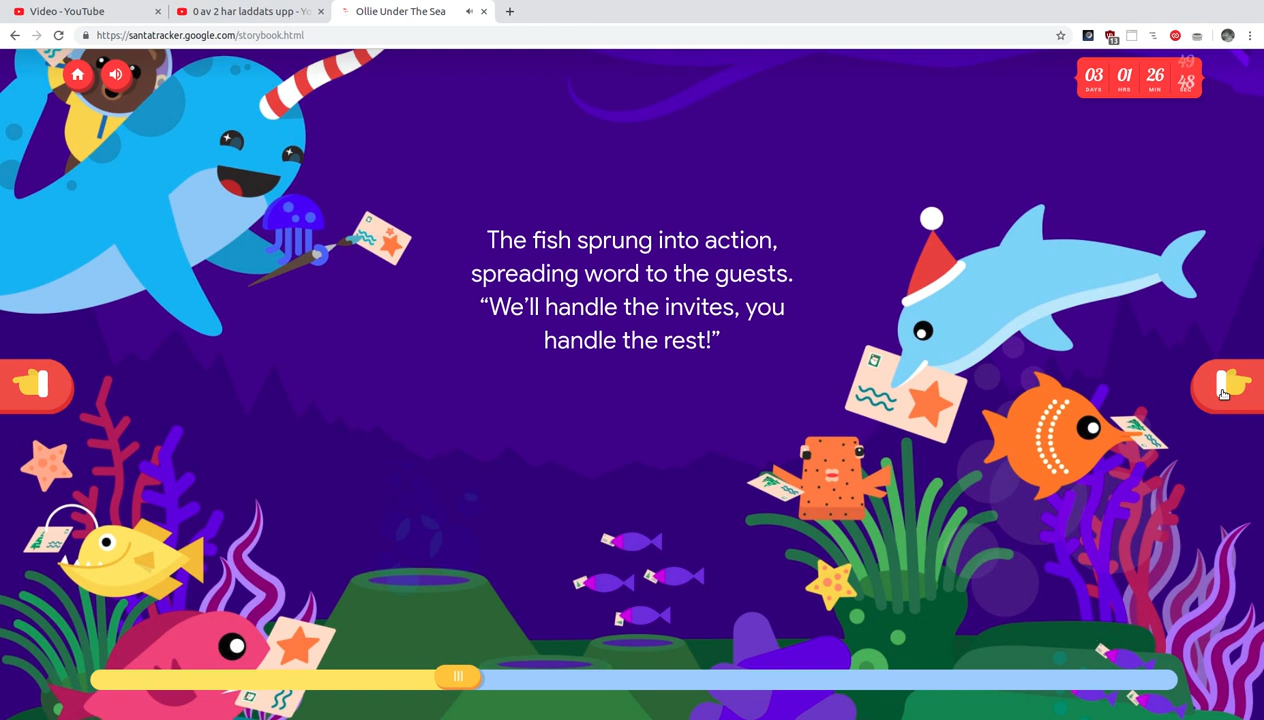 Video - YouTube
0 av 2 har laddats upp - Yo
Ollie Under The Sea
https://santatracker.google.com/storybook.html
13
03 01 26 48
DAYS HRS MIN SEC
The fish sprung into action,
spreading word to the guests.
“We’ll handle the invites, you
handle the rest!”